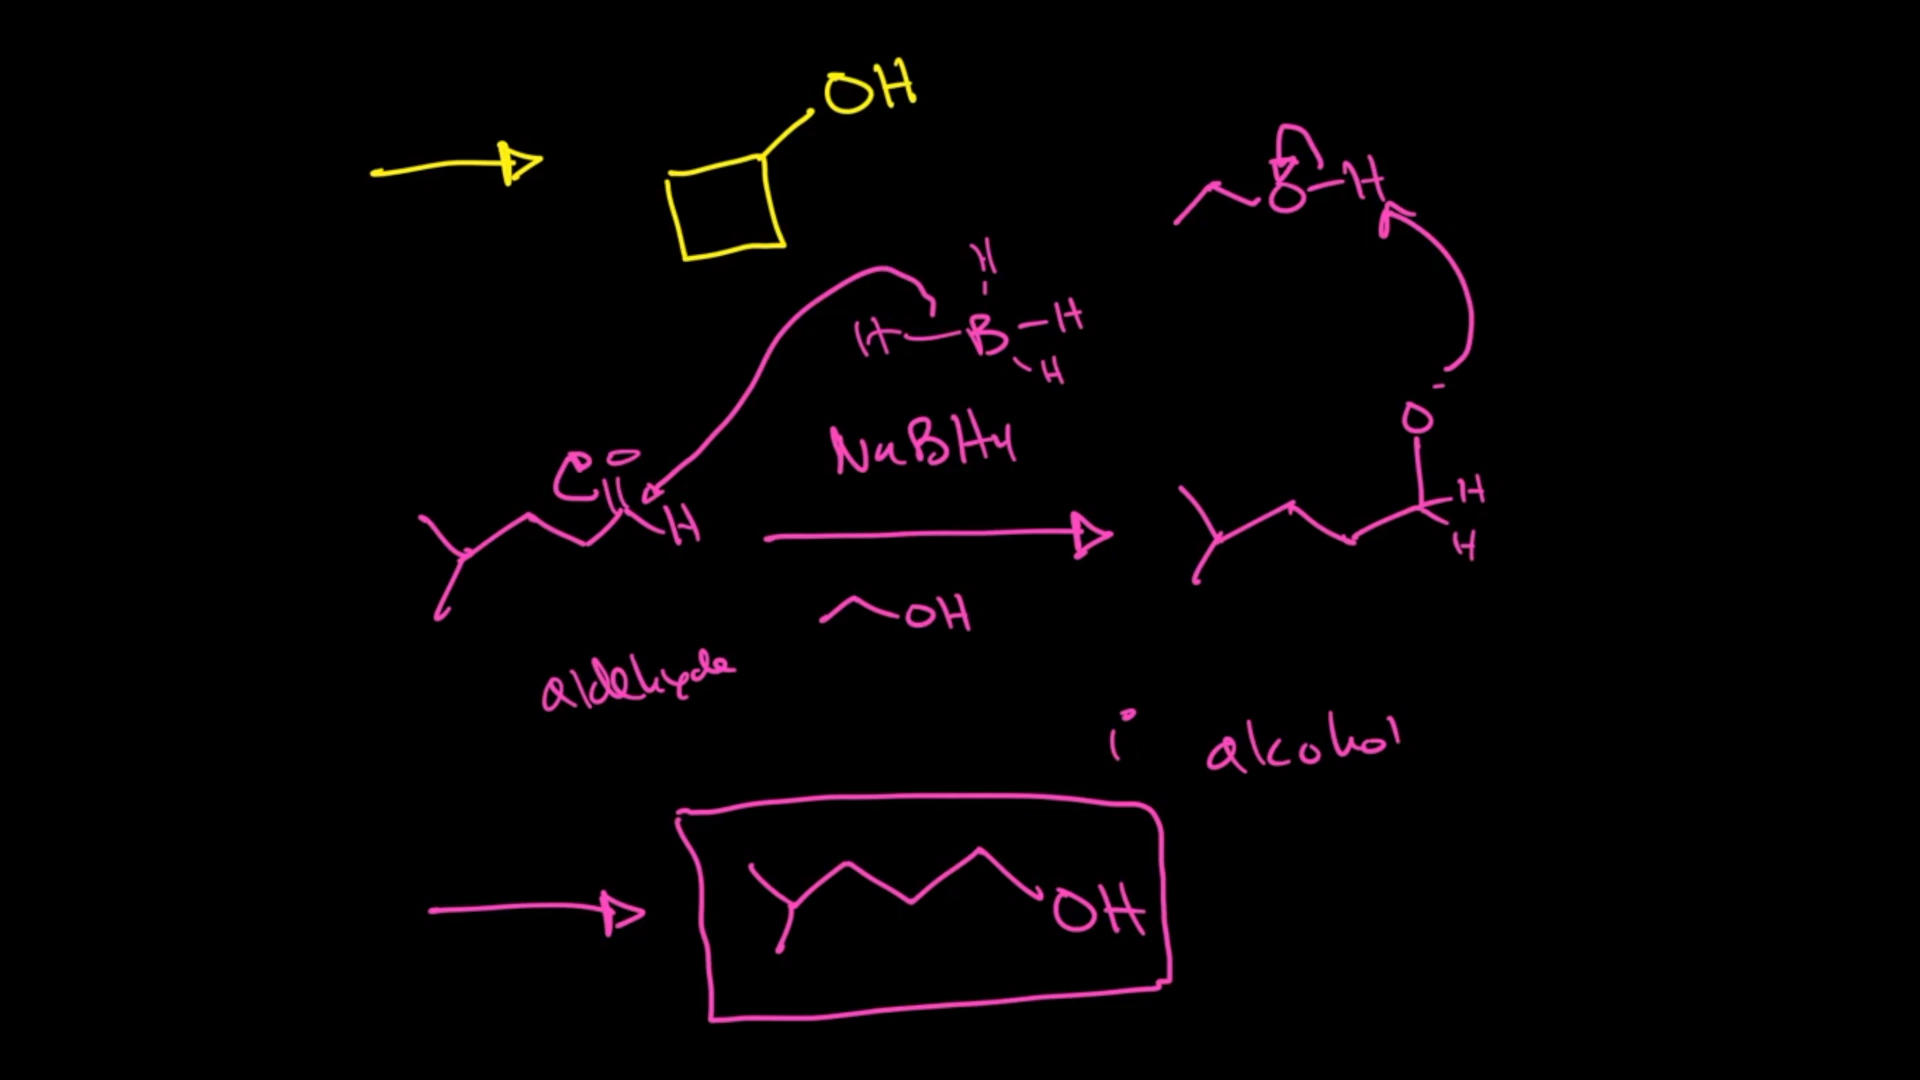 OH
O-H
H
H-B-H
H
NaBH4
O-
O
H
H
H
OH
aldehyde
1° alcohol
OH